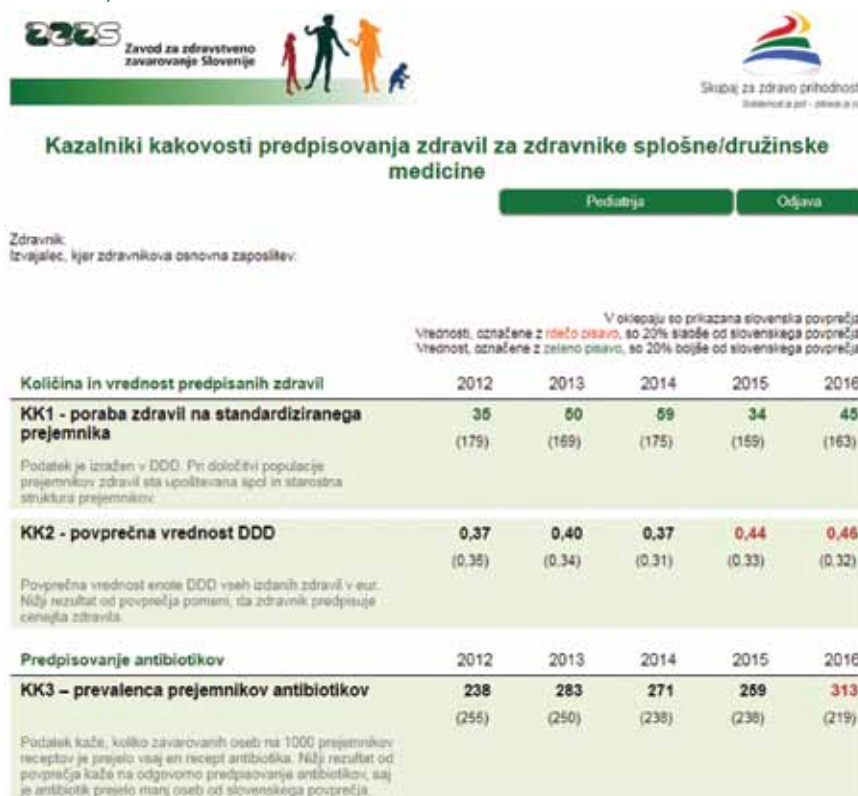 ZZZS
Zavod za zdravstveno
zavarovanje Slovenije
Skupaj za zdravo prihodnost
Kazalniki kakovosti predpisovanja zdravil za zdravnike splošne/družinske
medicine
Pediatrija Odjava
Zdravnik:
Izvajalec, kjer zdravnikova osnovna zaposlitev:
V oklepaju so prikazana slovenska povprečja
Vrednosti, označene z rdečo pisavo, so 20% slabše od slovenskega povprečja
Vrednost, označene z zeleno pisavo, so 20% boljše od slovenskega povprečja
Količina in vrednost predpisanih zdravil 2012 2013 2014 2015 2016
KK1 - poraba zdravil na standardiziranega 35 50 59 34 45
prejemnika (179) (169) (175) (159) (163)
Podatek je izražen v DDD. Pri določitvi populacije
prejemnikov zdravil sta upoštevana spol in starostna
struktura prejemnikov.
KK2 - povprečna vrednost DDD 0,37 0,40 0,37 0,44 0,46
(0,35) (0,34) (0,31) (0,33) (0,32)
Povprečna vrednost enote DDD vseh izdanih zdravil v eur.
Nižji rezultat od povprečja pomeni, da zdravnik predpisuje
cenejša zdravila.
Predpisovanje antibiotikov 2012 2013 2014 2015 2016
KK3 – prevalenca prejemnikov antibiotikov 238 283 271 259 313
(255) (250) (238) (238) (219)
Podatek kaže, koliko zavarovanih oseb na 1000 prejemnikov
receptov je prejelo vsaj en recept antibiotika. Nižji rezultat od
povprečja kaže na odgovorno predpisovanje antibiotikov, saj
je antibiotik prejelo manj oseb od slovenskega povprečja.